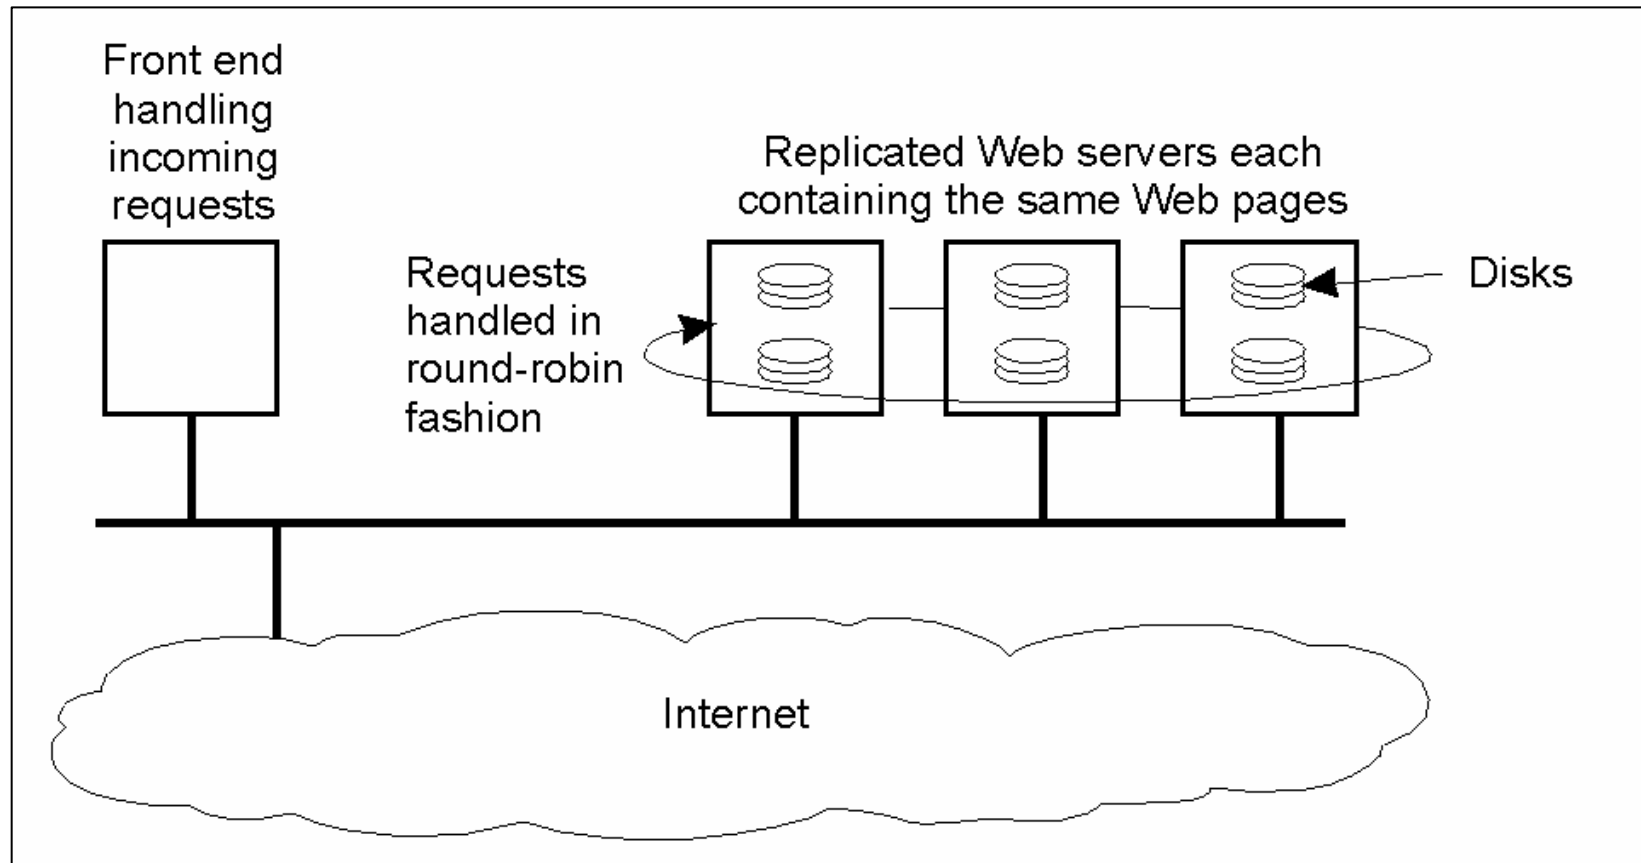 Front end
handling
incoming
requests
Replicated Web servers each
containing the same Web pages
Requests
handled in
round-robin
fashion
Disks
Internet